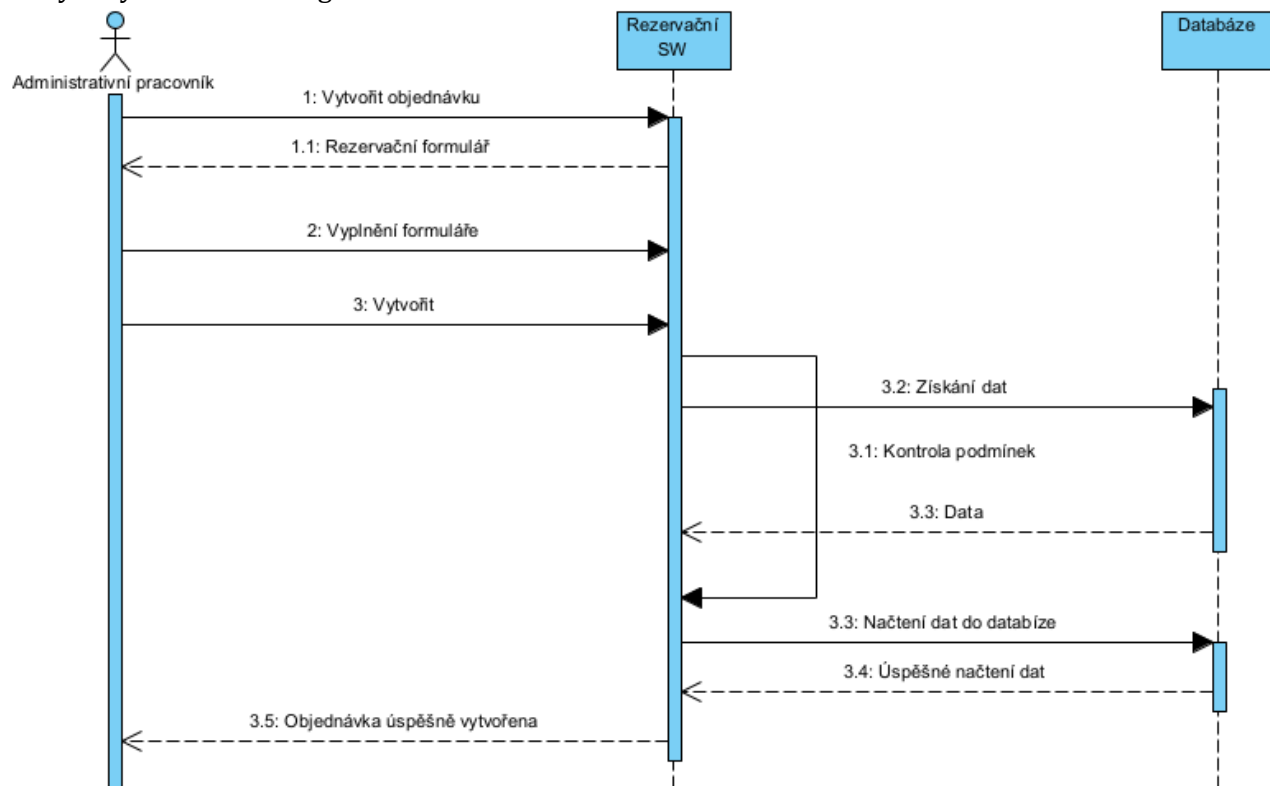 Rezervační
SW
Databáze
Administrativní pracovník
1: Vytvořit objednávku
1.1: Rezervační formulář
2: Vyplnění formuláře
3: Vytvořit
3.2: Získání dat
3.1: Kontrola podmínek
3.3: Data
3.3: Načtení dat do databíze
3.4: Úspěšné načtení dat
3.5: Objednávka úspěšně vytvořena